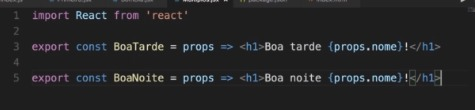 import React from 'react'
export const BoaTarde = props => <h1>Boa tarde {props.nome}!</h1>
export const BoaNoite = props => <h1>Boa noite {props.nome}!</h1>